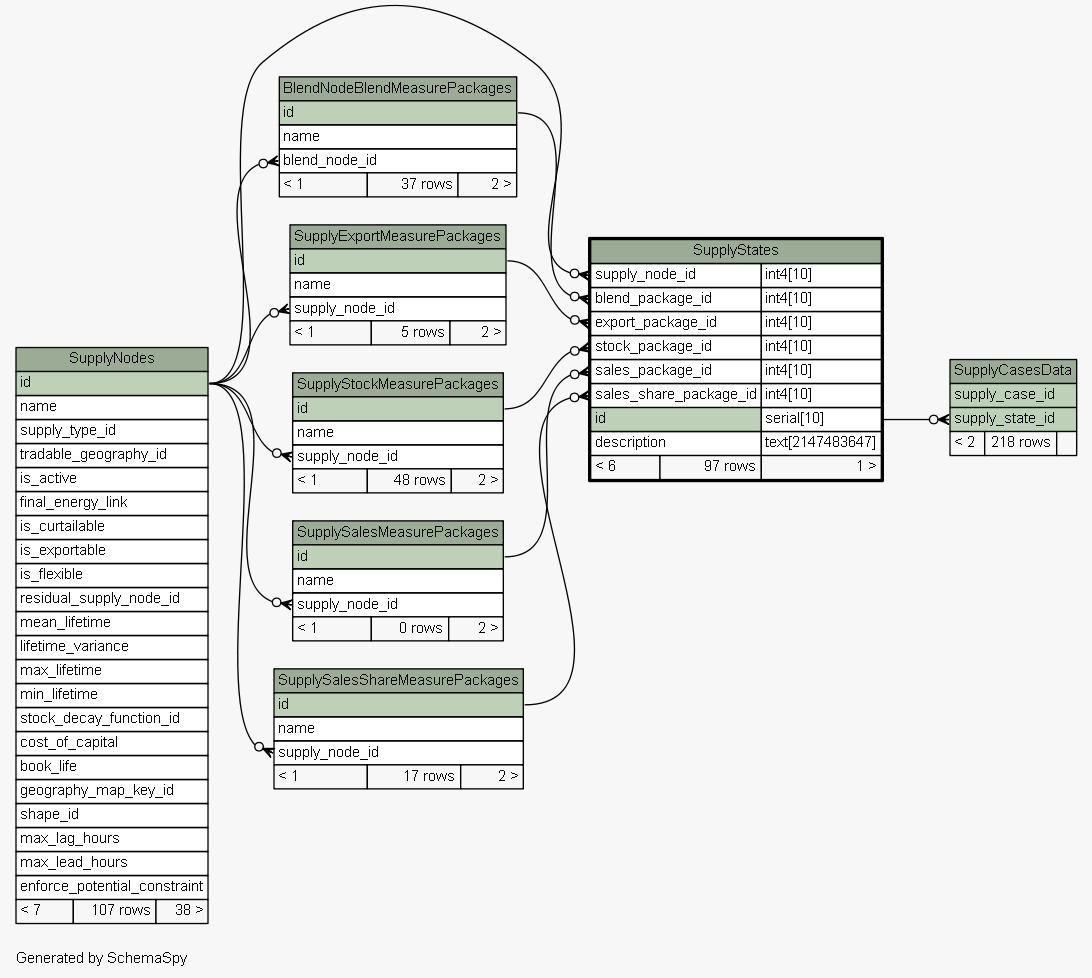 BlendNodeBlendMeasurePackages
id
name
blend_node_id
< 1 37 rows 2 >
SupplyExportMeasurePackages
id
name
supply_node_id
< 1 5 rows 2 >
SupplyNodes
id
name
supply_type_id
tradable_geography_id
is_active
final_energy_link
is_curtailable
is_exportable
is_flexible
residual_supply_node_id
mean_lifetime
lifetime_variance
max_lifetime
min_lifetime
stock_decay_function_id
cost_of_capital
book_life
geography_map_key_id
shape_id
max_lag_hours
max_lead_hours
enforce_potential_constraint
< 7 107 rows 38 >
SupplyStockMeasurePackages
id
name
supply_node_id
< 1 48 rows 2 >
SupplySalesMeasurePackages
id
name
supply_node_id
< 1 0 rows 2 >
SupplySalesShareMeasurePackages
id
name
supply_node_id
< 1 17 rows 2 >
SupplyStates
supply_node_id int4[10]
blend_package_id int4[10]
export_package_id int4[10]
stock_package_id int4[10]
sales_package_id int4[10]
sales_share_package_id int4[10]
id serial[10]
description text[2147483647]
< 6 97 rows 1 >
SupplyCasesData
supply_case_id
supply_state_id
< 2 218 rows
Generated by SchemaSpy